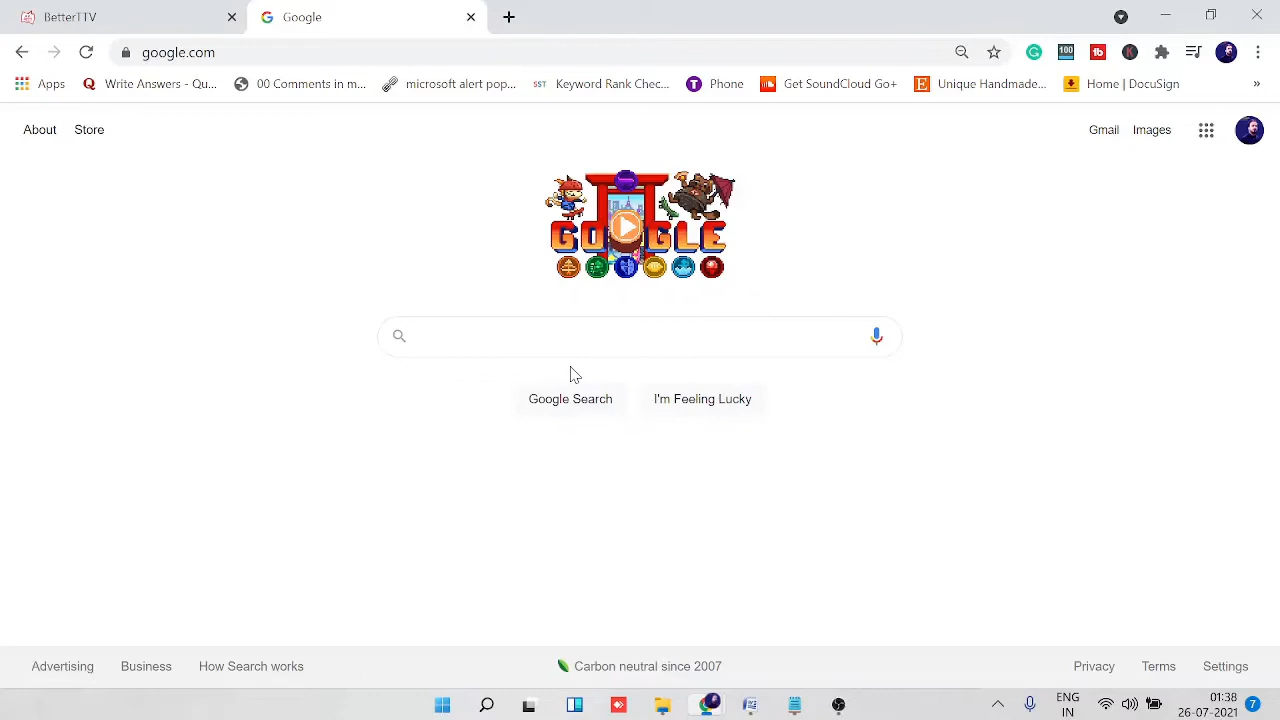 BetterTTV
Google
google.com
100
Apps
Write Answers - Qu...
00 Comments in m...
microsoft alert pop...
SST Keyword Rank Chec...
Phone
Get SoundCloud Go+
Unique Handmade...
Home | DocuSign
»
About Store
Gmail Images
GOOGLE
Google Search
I'm Feeling Lucky
Advertising Business How Search works
Carbon neutral since 2007
Privacy Terms Settings
ENG
IN
01:38
26-07-2021
7